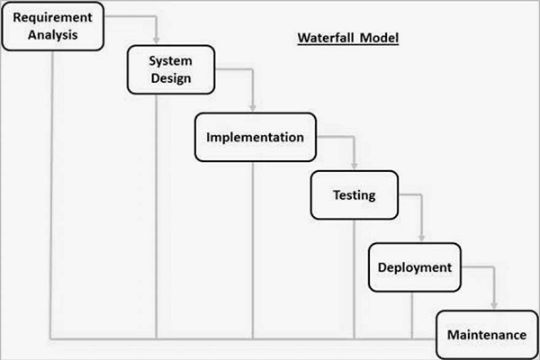 Requirement
Analysis
Waterfall Model
System
Design
Implementation
Testing
Deployment
Maintenance